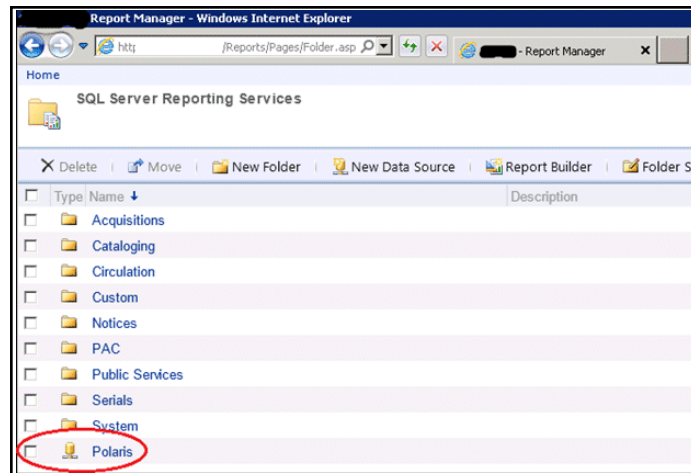 Report Manager - Windows Internet Explorer
/Reports/Pages/Folder.asp
- Report Manager
Home
SQL Server Reporting Services
Delete Move New Folder New Data Source Report Builder Folder S
Type Name Description
Acquisitions
Cataloging
Circulation
Custom
Notices
PAC
Public Services
Serials
System
Polaris